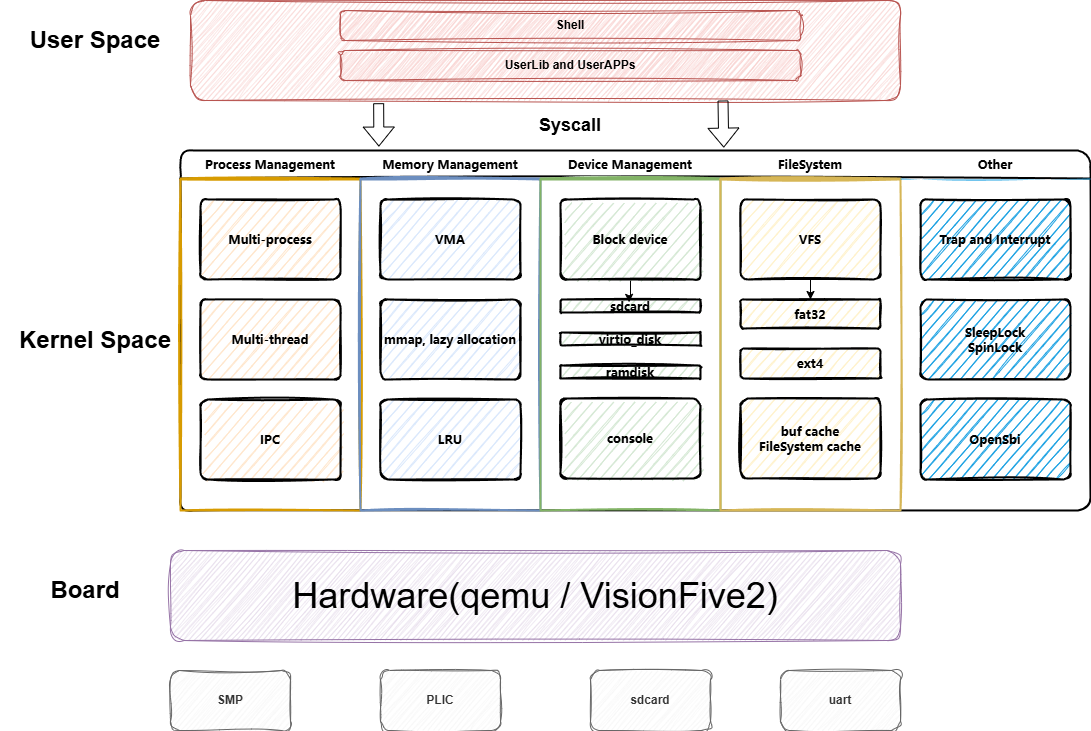 User Space
Shell
UserLib and UserAPPs
Syscall
Kernel Space
Process Management
Memory Management
Device Management
FileSystem
Other
Multi-process
VMA
Block device
VFS
Trap and Interrupt
Multi-thread
mmap, lazy allocation
sdcard
virtio_disk
ramdisk
fat32
ext4
SleepLock
SpinLock
IPC
LRU
console
buf cache
FileSystem cache
OpenSbi
Board
Hardware(qemu / VisionFive2)
SMP
PLIC
sdcard
uart